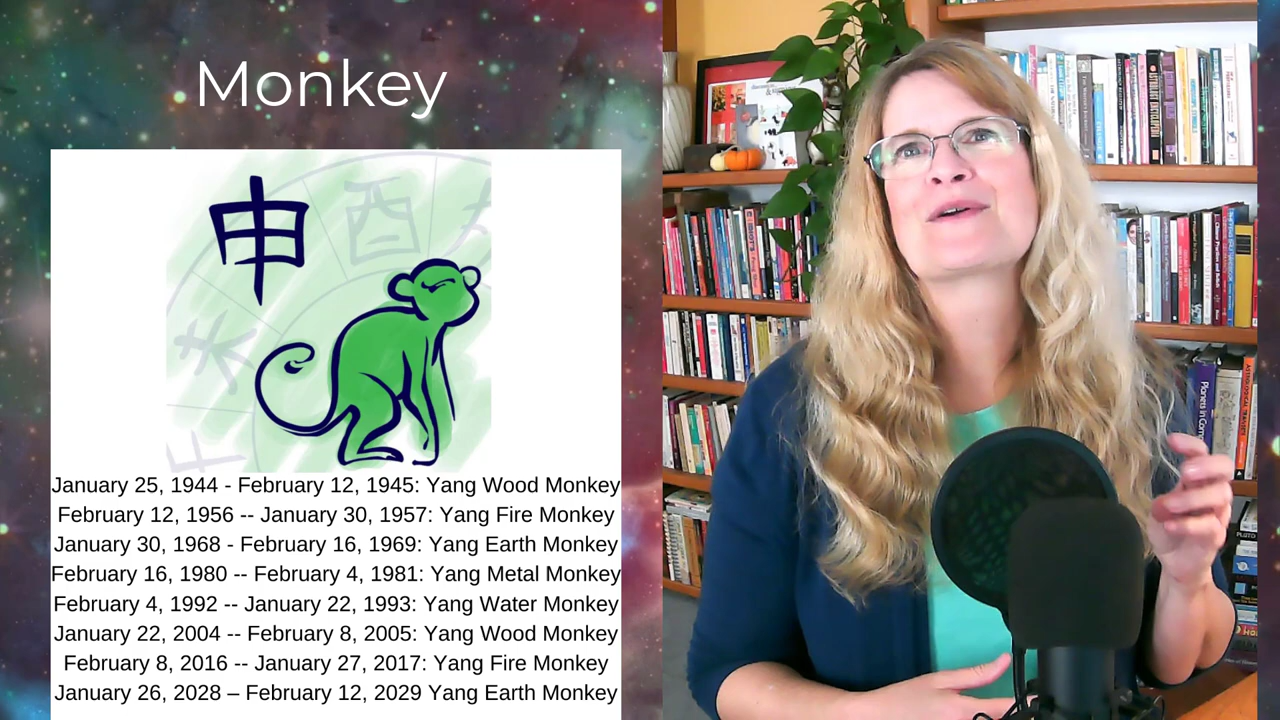 Monkey
申
酉
未
午
January 25, 1944 - February 12, 1945: Yang Wood Monkey
February 12, 1956 -- January 30, 1957: Yang Fire Monkey
January 30, 1968 - February 16, 1969: Yang Earth Monkey
February 16, 1980 -- February 4, 1981: Yang Metal Monkey
February 4, 1992 -- January 22, 1993: Yang Water Monkey
January 22, 2004 -- February 8, 2005: Yang Wood Monkey
February 8, 2016 -- January 27, 2017: Yang Fire Monkey
January 26, 2028 – February 12, 2029 Yang Earth Monkey